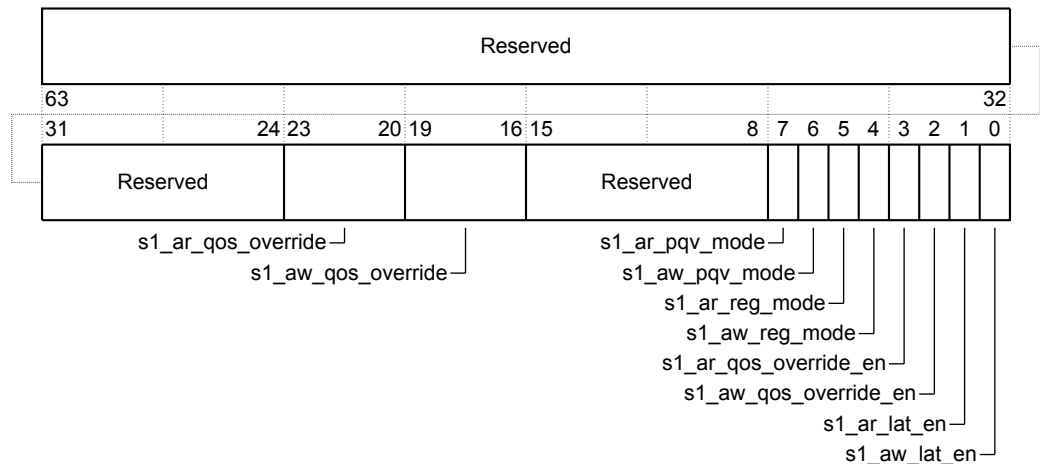 Reserved
63 32
31 24 23 20 19 16 15 8 7 6 5 4 3 2 1 0
Reserved Reserved
s1_ar_qos_override s1_ar_pqv_mode
s1_aw_qos_override s1_aw_pqv_mode
s1_ar_reg_mode
s1_aw_reg_mode
s1_ar_qos_override_en
s1_aw_qos_override_en
s1_ar_lat_en
s1_aw_lat_en